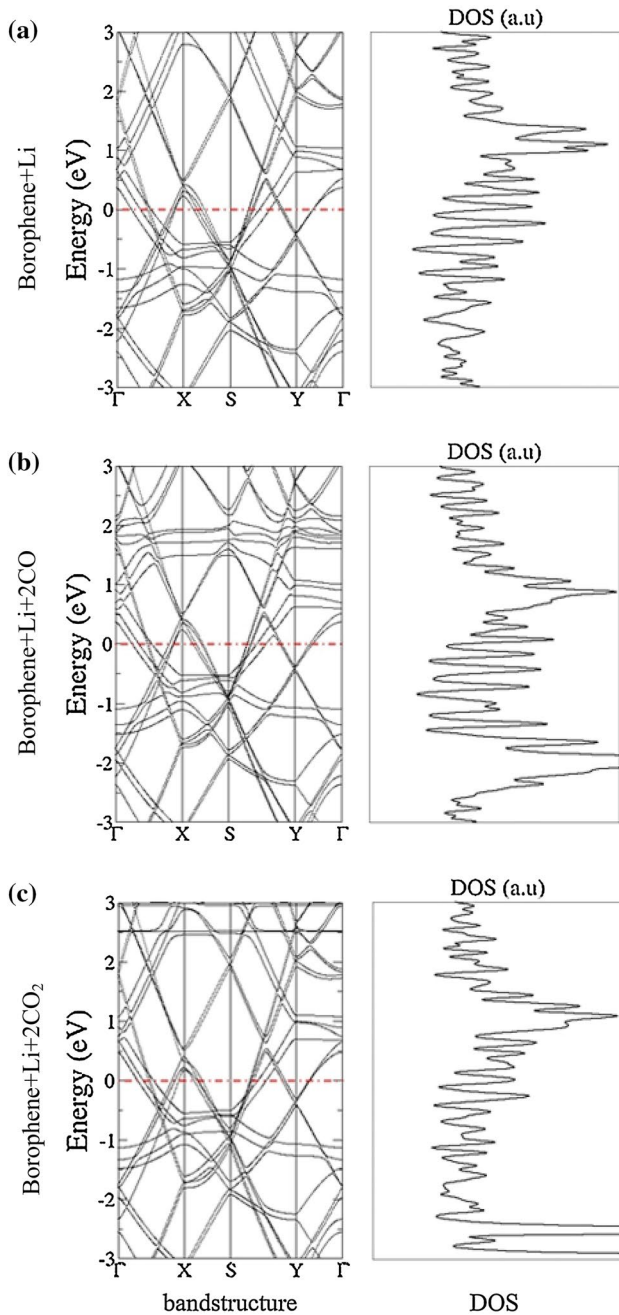 (a)
DOS (a.u)
Borophene+Li
Energy (eV)
3
2
1
0
-1
-2
-3
Γ X S Y Γ
(b)
DOS (a.u)
Borophene+Li+2CO
Energy (eV)
3
2
1
0
-1
-2
-3
Γ X S Y Γ
(c)
DOS (a.u)
Borophene+Li+2CO₂
Energy (eV)
3
2
1
0
-1
-2
-3
Γ X S Y Γ
bandstructure DOS